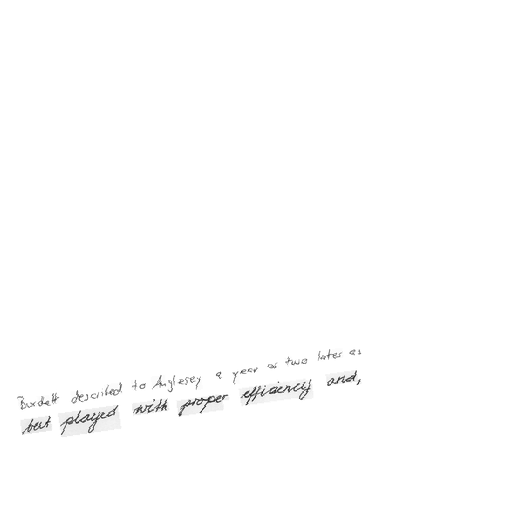 Burdett described to Anglesey a year or two later as
but played with proper efficiency and,